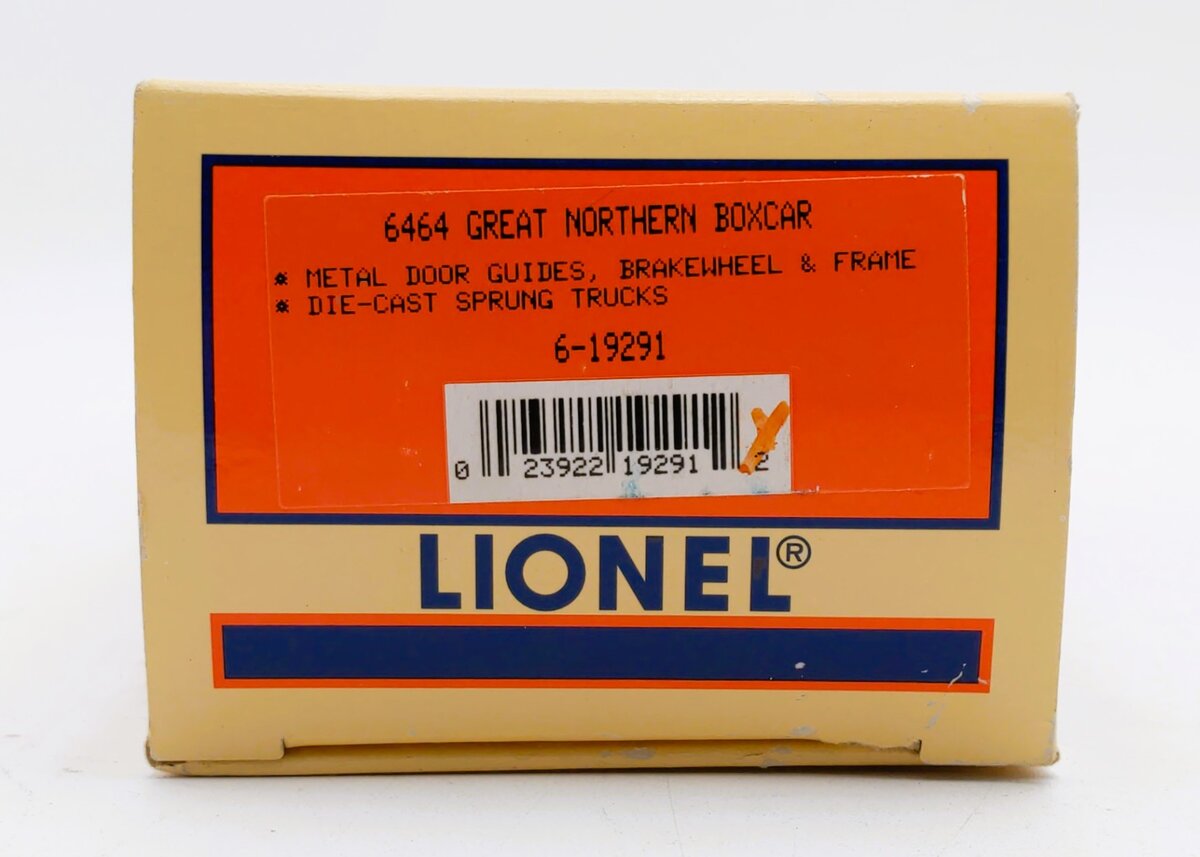 6464 GREAT NORTHERN BOXCAR
* METAL DOOR GUIDES, BRAKEWHEEL & FRAME
* DIE-CAST SPRUNG TRUCKS
6-19291
0 23922 19291 2
LIONEL®